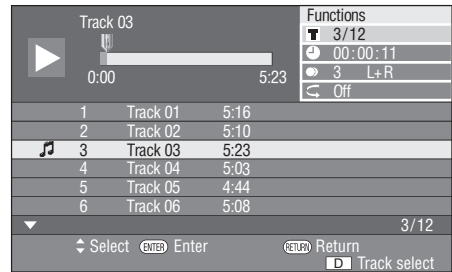 Track 03
0:00 5:23
Functions
T 3/12
00:00:11
3 L+R
Off
1 Track 01 5:16
2 Track 02 5:10
3 Track 03 5:23
4 Track 04 5:03
5 Track 05 4:44
6 Track 06 5:08
3/12
Select ENTER Enter RETURN Return
D Track select